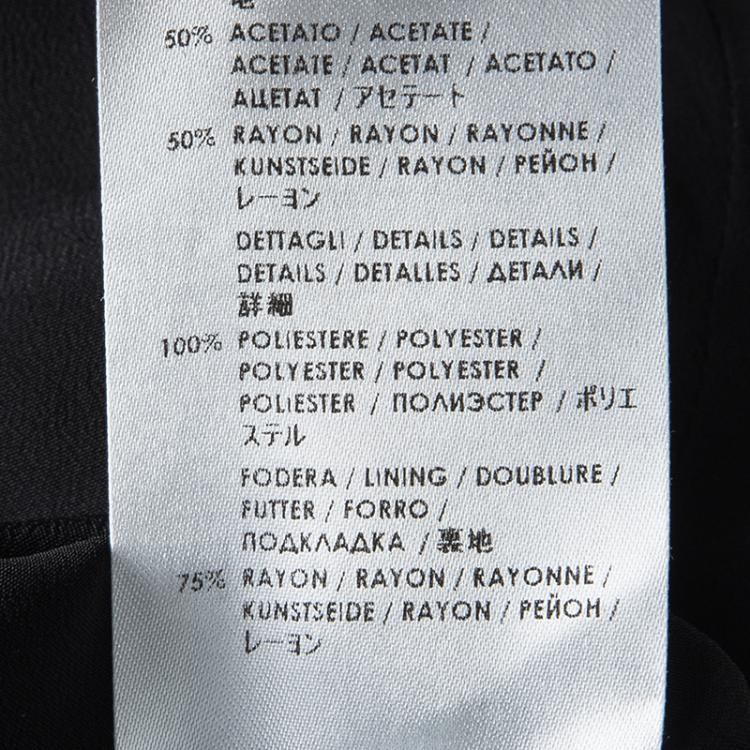 地
50% ACETATO / ACETATE /
ACETATE / ACETAT / ACETATO /
АЦЕТАТ / アセテート
50% RAYON / RAYON / RAYONNE /
KUNSTSEIDE / RAYON / РЕЙОН /
レーヨン
DETTAGLI / DETAILS / DETAILS /
DETAILS / DETALLES / ДЕТАЛИ /
詳細
100% POLIESTERE / POLYESTER /
POLYESTER / POLYESTER /
POLIESTER / ПОЛИЭСТЕР / ポリエ
ステル
FODERA / LINING / DOUBLURE /
FUTTER / FORRO /
ПОДКЛАДКА / 裏地
75% RAYON / RAYON / RAYONNE /
KUNSTSEIDE / RAYON / РЕЙОН /
レーヨン